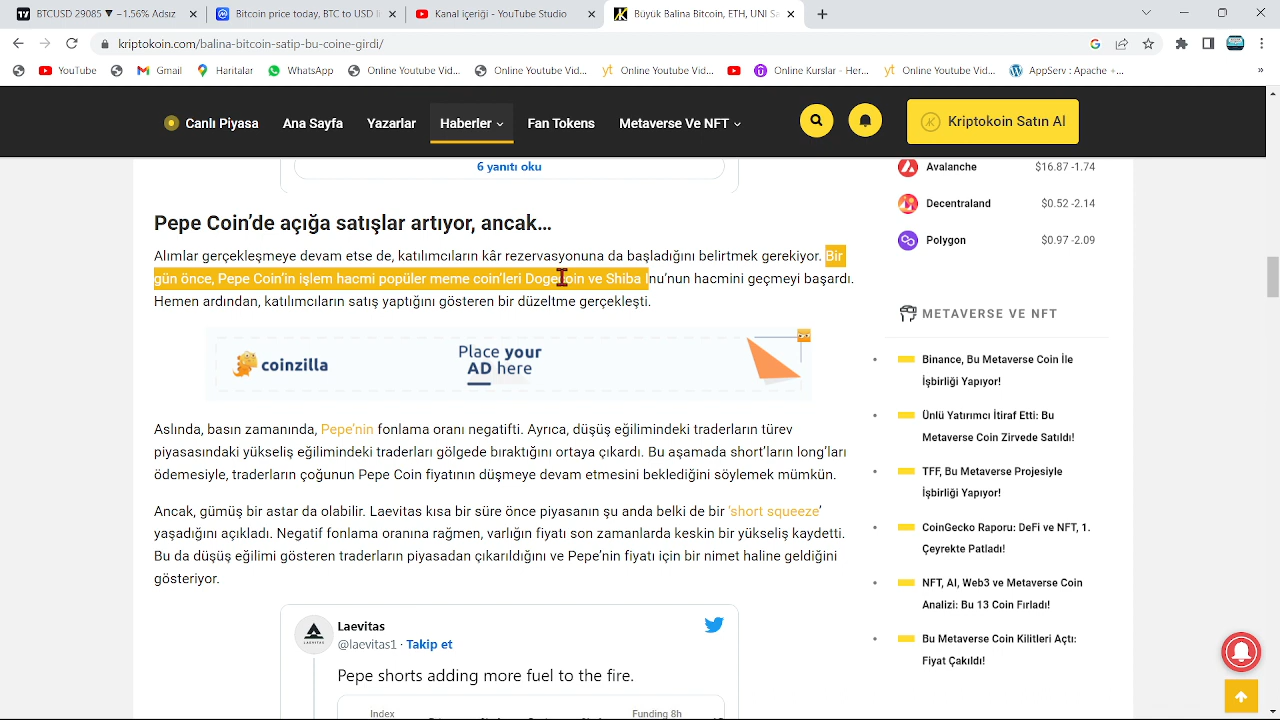 BTCUSD 29085 ▼ −1.56% Adsız
Bitcoin price today, BTC to USD li
Kanal içeriği - YouTube Studio
Büyük Balina Bitcoin, ETH, UNI Sa
kriptokoin.com/balina-bitcoin-satip-bu-coine-girdi/
YouTube
Gmail
Haritalar
WhatsApp
Online Youtube Vid...
Online Youtube Vid...
Online Youtube Vid...
Online Kurslar - Her...
Online Youtube Vid...
AppServ : Apache +...
»
Canlı Piyasa
Ana Sayfa
Yazarlar
Haberler
Fan Tokens
Metaverse Ve NFT
Kriptokoin Satın Al
6 yanıtı oku
Pepe Coin’de açığa satışlar artıyor, ancak…
Alımlar gerçekleşmeye devam etse de, katılımcıların kâr rezervasyonuna da başladığını belirtmek gerekiyor. Bir
gün önce, Pepe Coin’in işlem hacmi popüler meme coin’leri Dogecoin ve Shiba Inu’nun hacmini geçmeyi başardı.
Hemen ardından, katılımcıların satış yaptığını gösteren bir düzeltme gerçekleşti.
coinzilla
Place your
AD here
Aslında, basın zamanında, Pepe’nin fonlama oranı negatifti. Ayrıca, düşüş eğilimindeki traderların türev
piyasasındaki yükseliş eğilimindeki traderları gölgede bıraktığını ortaya çıkardı. Bu aşamada short’ların long’ları
ödemesiyle, traderların çoğunun Pepe Coin fiyatının düşmeye devam etmesini beklediğini söylemek mümkün.
Ancak, gümüş bir astar da olabilir. Laevitas kısa bir süre önce piyasanın şu anda belki de bir ‘short squeeze’
yaşadığını açıkladı. Negatif fonlama oranına rağmen, varlığın fiyatı son zamanlarda keskin bir yükseliş kaydetti.
Bu da düşüş eğilimi gösteren traderların piyasadan çıkarıldığını ve Pepe’nin fiyatı için bir nimet haline geldiğini
gösteriyor.
Laevitas
@laevitas1 · Takip et
LAEVITAS
Pepe shorts adding more fuel to the fire.
Index
Funding 8h
Avalanche
$16.87 -1.74
Decentraland
$0.52 -2.14
Polygon
$0.97 -2.09
METAVERSE VE NFT
Binance, Bu Metaverse Coin İle
İşbirliği Yapıyor!
Ünlü Yatırımcı İtiraf Etti: Bu
Metaverse Coin Zirvede Satıldı!
TFF, Bu Metaverse Projesiyle
İşbirliği Yapıyor!
CoinGecko Raporu: DeFi ve NFT, 1.
Çeyrekte Patladı!
NFT, AI, Web3 ve Metaverse Coin
Analizi: Bu 13 Coin Fırladı!
Bu Metaverse Coin Kilitleri Açtı:
Fiyat Çakıldı!